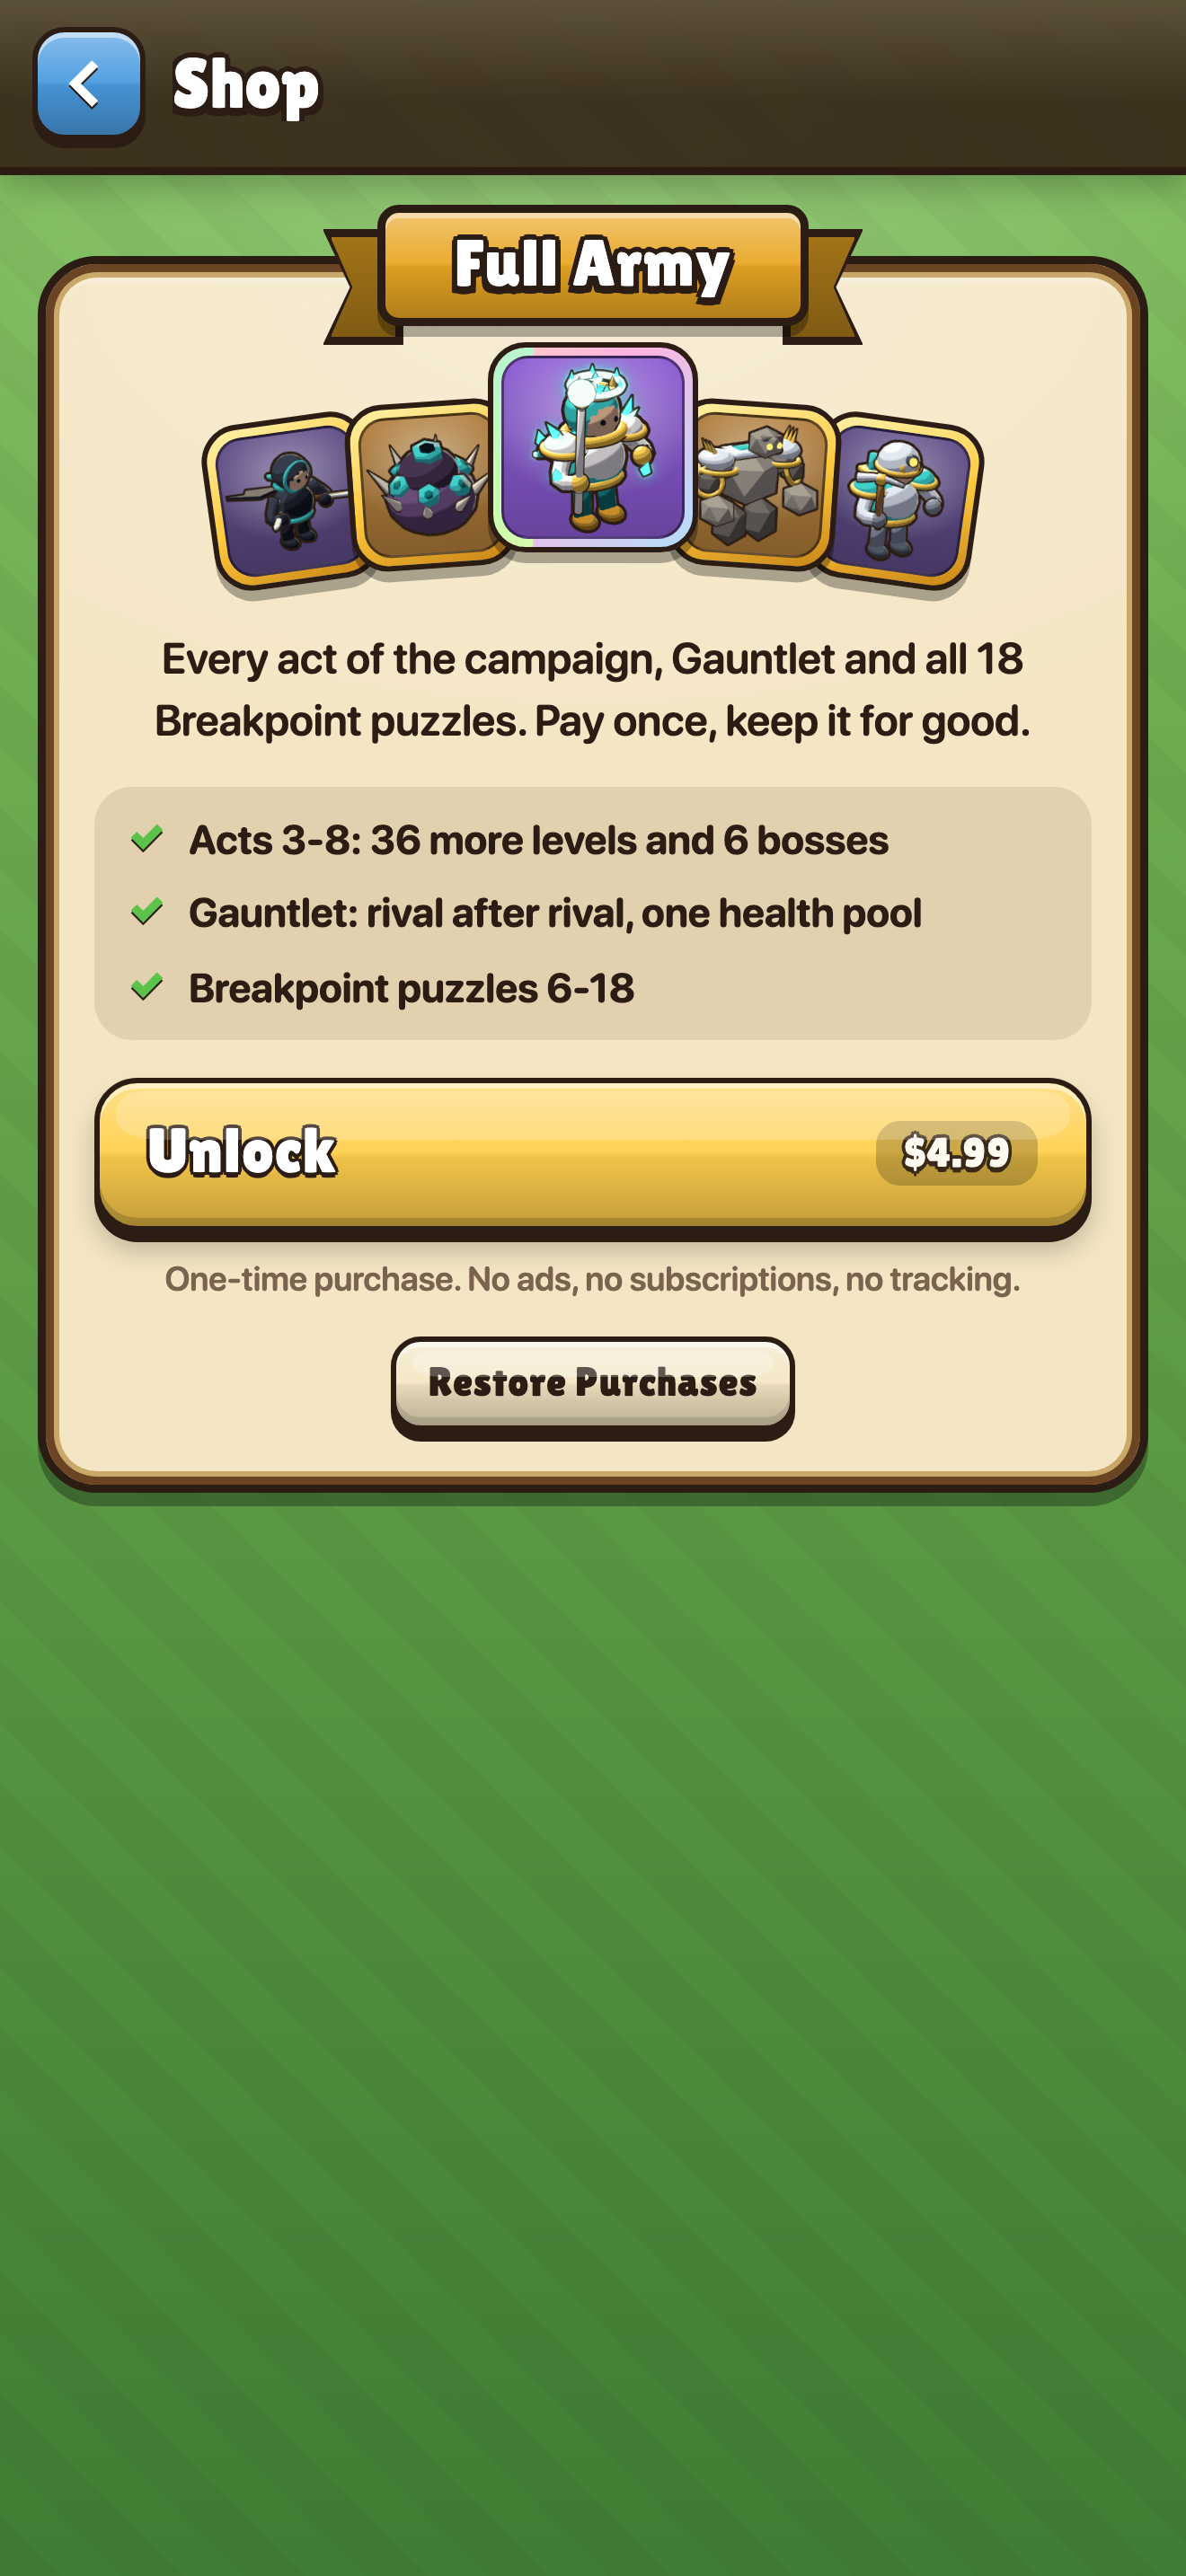 Shop
Full Army
Every act of the campaign, Gauntlet and all 18
Breakpoint puzzles. Pay once, keep it for good.
Acts 3-8: 36 more levels and 6 bosses
Gauntlet: rival after rival, one health pool
Breakpoint puzzles 6-18
Unlock
$4.99
One-time purchase. No ads, no subscriptions, no tracking.
Restore Purchases